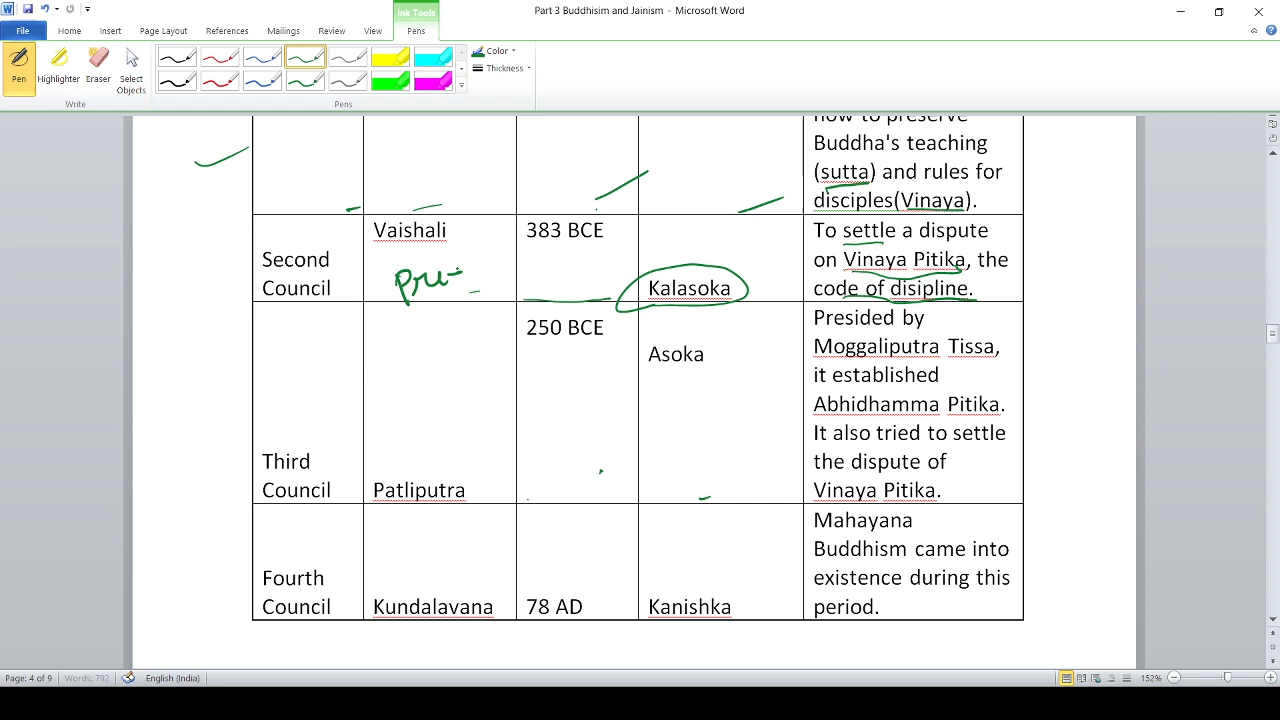 Part 3 Buddhisim and Jainism - Microsoft Word
Ink Tools
File Home Insert Page Layout References Mailings Review View Pens
Pen Highlighter Eraser Select Objects
Color
Thickness
Write Pens
how to preserve
Buddha's teaching
(sutta) and rules for
disciples(Vinaya).
Second Council
Vaishali
383 BCE
Kalasoka
To settle a dispute
on Vinaya Pitika, the
code of disipline.
pre
Third Council
Patliputra
250 BCE
Asoka
Presided by
Moggaliputra Tissa,
it established
Abhidhamma Pitika.
It also tried to settle
the dispute of
Vinaya Pitika.
Fourth Council
Kundalavana
78 AD
Kanishka
Mahayana
Buddhism came into
existence during this
period.
Page: 4 of 9 Words: 792 English (India) 152%